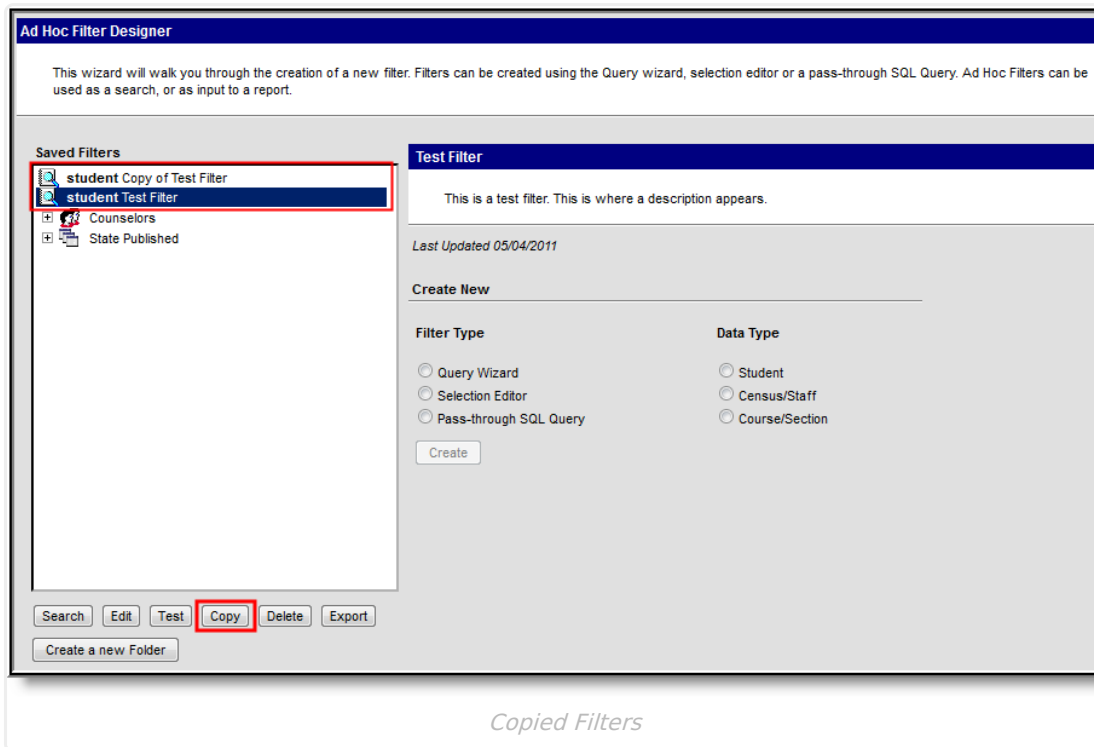 Ad Hoc Filter Designer
This wizard will walk you through the creation of a new filter. Filters can be created using the Query wizard, selection editor or a pass-through SQL Query. Ad Hoc Filters can be
used as a search, or as input to a report.
Saved Filters
student Copy of Test Filter
student Test Filter
Counselors
State Published
Test Filter
This is a test filter. This is where a description appears.
Last Updated 05/04/2011
Create New
Filter Type
Data Type
Query Wizard
Student
Selection Editor
Census/Staff
Pass-through SQL Query
Course/Section
Create
Search Edit Test Copy Delete Export
Create a new Folder
Copied Filters